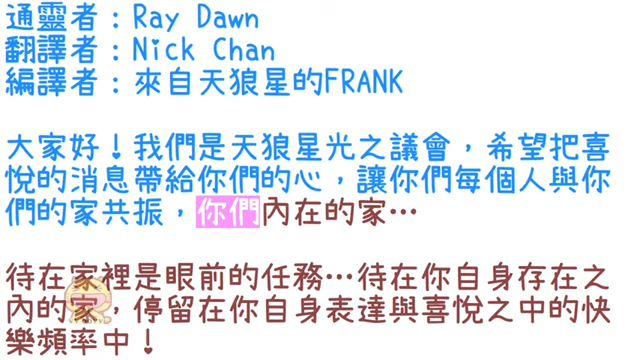 通靈者：Ray Dawn
翻譯者：Nick Chan
編譯者：來自天狼星的FRANK
大家好！我們是天狼星光之議會，希望把喜
悅的消息帶給你們的心，讓你們每個人與你
們的家共振，你們內在的家…
待在家裡是眼前的任務…待在你自身存在之
內的家，停留在你自身表達與喜悅之中的快
樂頻率中！